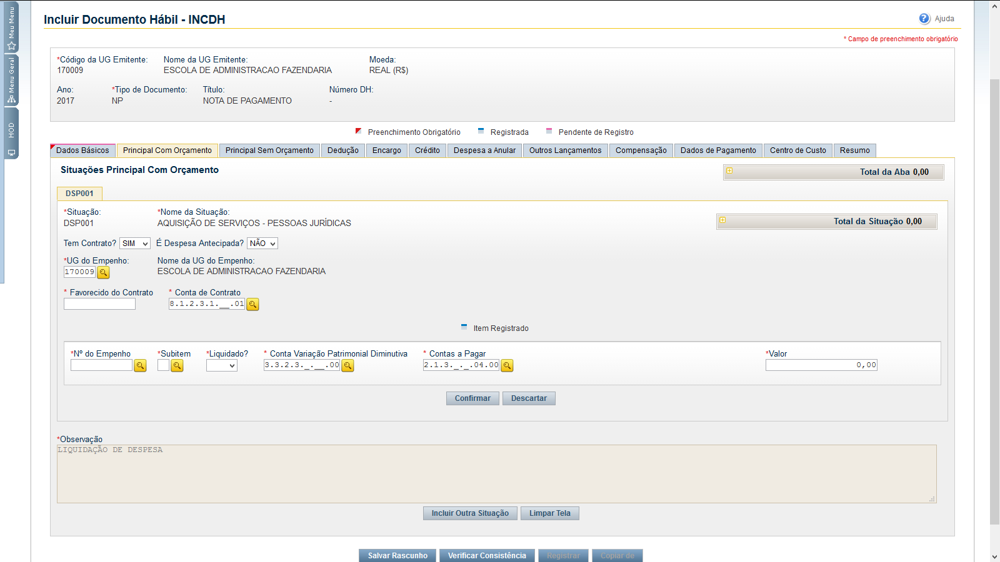 Meu Menu
Menu Geral
HOD
Incluir Documento Hábil - INCDH
Ajuda
* Campo de preenchimento obrigatório
*Código da UG Emitente: Nome da UG Emitente: Moeda:
170009 ESCOLA DE ADMINISTRACAO FAZENDARIA REAL (R$)
Ano: *Tipo de Documento: Título: Número DH:
2017 NP NOTA DE PAGAMENTO -
Preenchimento Obrigatório Registrada Pendente de Registro
Dados Básicos Principal Com Orçamento Principal Sem Orçamento Dedução Encargo Crédito Despesa a Anular Outros Lançamentos Compensação Dados de Pagamento Centro de Custo Resumo
Situações Principal Com Orçamento
Total da Aba 0,00
DSP001
*Situação: *Nome da Situação:
DSP001 AQUISIÇÃO DE SERVIÇOS - PESSOAS JURÍDICAS
Total da Situação 0,00
Tem Contrato? SIM É Despesa Antecipada? NÃO
*UG do Empenho: Nome da UG do Empenho:
170009 ESCOLA DE ADMINISTRACAO FAZENDARIA
* Favorecido do Contrato * Conta de Contrato
8.1.2.3.1.__.01
Item Registrado
*Nº do Empenho *Subitem *Liquidado? * Conta Variação Patrimonial Diminutiva * Contas a Pagar *Valor
3.3.2.3._.__.00 2.1.3._._.04.00 0,00
Confirmar Descartar
*Observação
LIQUIDAÇÃO DE DESPESA
Incluir Outra Situação Limpar Tela
Salvar Rascunho Verificar Consistência Registrar Copiar de